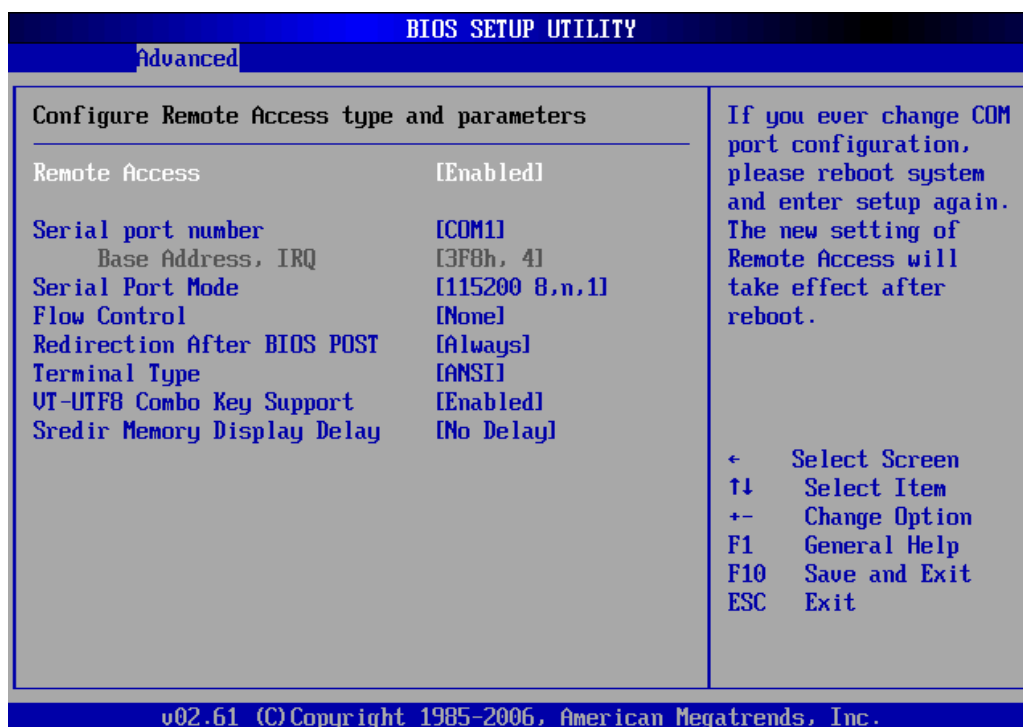 BIOS SETUP UTILITY
Advanced
Configure Remote Access type and parameters
Remote Access [Enabled]
Serial port number [COM1]
Base Address, IRQ [3F8h, 4]
Serial Port Mode [115200 8,n,1]
Flow Control [None]
Redirection After BIOS POST [Always]
Terminal Type [ANSI]
VT-UTF8 Combo Key Support [Enabled]
Sredir Memory Display Delay [No Delay]
If you ever change COM
port configuration,
please reboot system
and enter setup again.
The new setting of
Remote Access will
take effect after
reboot.
← Select Screen
↑↓ Select Item
+- Change Option
F1 General Help
F10 Save and Exit
ESC Exit
v02.61 (C)Copyright 1985-2006, American Megatrends, Inc.